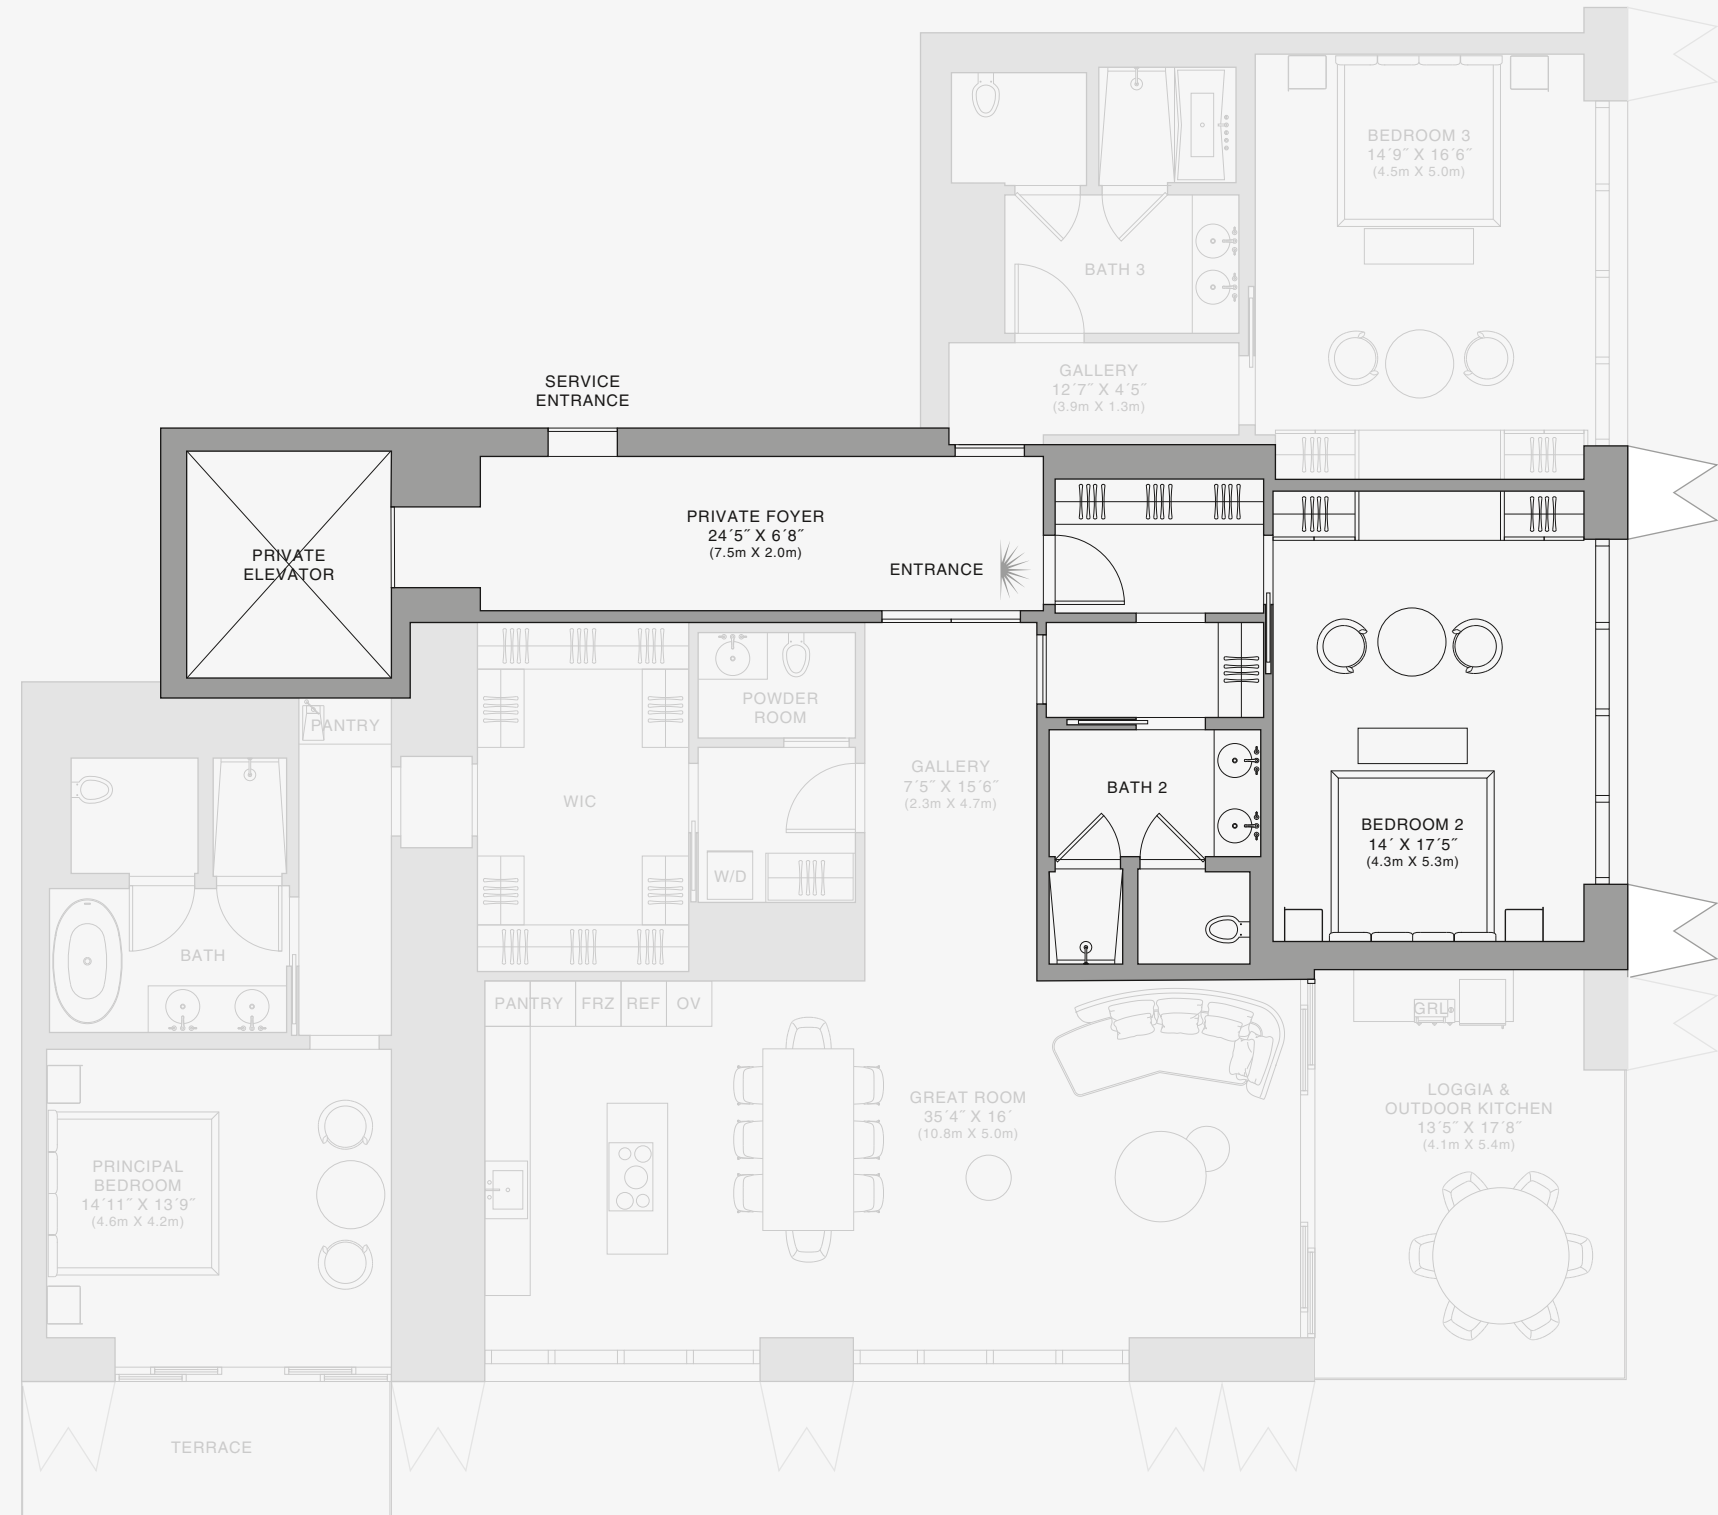 BEDROOM 3
14´9˝ X 16´6˝
(4.5m X 5.0m)
BATH 3
GALLERY
12´7˝ X 4´5˝
(3.9m X 1.3m)
SERVICE
ENTRANCE
PRIVATE FOYER
24´5˝ X 6´8˝
(7.5m X 2.0m)
ENTRANCE
PRIVATE
ELEVATOR
PANTRY
POWDER
ROOM
GALLERY
7´5˝ X 15´6˝
(2.3m X 4.7m)
WIC
W/D
BATH 2
BEDROOM 2
14´ X 17´5˝
(4.3m X 5.3m)
BATH
PANTRY
FRZ
REF
OV
GRL
GREAT ROOM
35´4˝ X 16´
(10.8m X 5.0m)
LOGGIA &
OUTDOOR KITCHEN
13´5˝ X 17´8˝
(4.1m X 5.4m)
PRINCIPAL
BEDROOM
14´11˝ X 13´9˝
(4.6m X 4.2m)
TERRACE